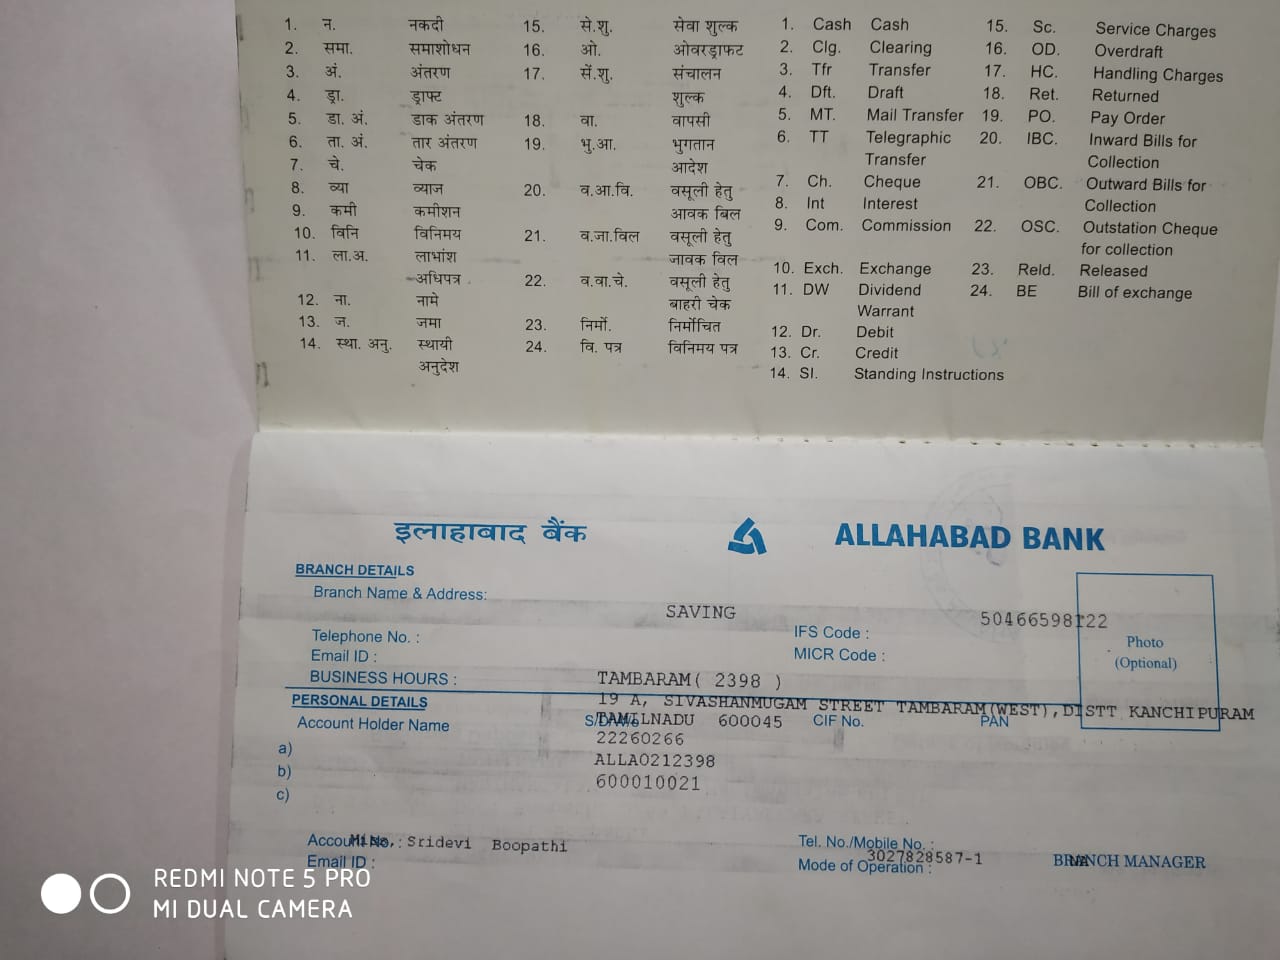 1. न. नकदी 15. से.शु. सेवा शुल्क
2. समा. समाशोधन 16. ओ. ओवरड्राफट
3. अं. अंतरण 17. सें.शु. संचालन
4. ड्रा. ड्राफ्ट शुल्क
5. डा. अं. डाक अंतरण 18. वा. वापसी
6. ता. अं. तार अंतरण 19. भु.आ. भुगतान
7. चे. चेक आदेश
8. व्या व्याज 20. व.आ.वि. वसूली हेतु
9. कमी कमीशन आवक बिल
10. विनि विनिमय 21. व.जा.विल वसूली हेतु
11. ला.अ. लाभांश जावक विल
अधिपत्र 22. व.वा.चे. वसूली हेतु
12. ना. नामे बाहरी चेक
13. ज. जमा 23. निर्मो. निर्मोचित
14. स्था. अनु. स्थायी 24. वि. पत्र विनिमय पत्र
अनुदेश
1. Cash Cash 15. Sc. Service Charges
2. Clg. Clearing 16. OD. Overdraft
3. Tfr Transfer 17. HC. Handling Charges
4. Dft. Draft 18. Ret. Returned
5. MT. Mail Transfer 19. PO. Pay Order
6. TT Telegraphic 20. IBC. Inward Bills for
Transfer Collection
7. Ch. Cheque 21. OBC. Outward Bills for
8. Int Interest Collection
9. Com. Commission 22. OSC. Outstation Cheque
for collection
10. Exch. Exchange 23. Reld. Released
11. DW Dividend 24. BE Bill of exchange
Warrant
12. Dr. Debit
13. Cr. Credit
14. SI. Standing Instructions
इलाहाबाद बैंक ALLAHABAD BANK
BRANCH DETAILS
Branch Name & Address:
SAVING 50466598122
Telephone No. : IFS Code :
Email ID : MICR Code :
Photo
(Optional)
BUSINESS HOURS : TAMBARAM( 2398 )
PERSONAL DETAILS 19 A, SIVASHANMUGAM STREET TAMBARAM(WEST),DISTT KANCHIPURAM
Account Holder Name TAMILNADU 600045 CIF No. PAN
22260266
a)
ALLA0212398
b)
600010021
c)
Account No. : Sridevi Boopathi Tel. No./Mobile No. :
3027828587-1
Email ID : Mode of Operation : BRANCH MANAGER
REDMI NOTE 5 PRO
MI DUAL CAMERA